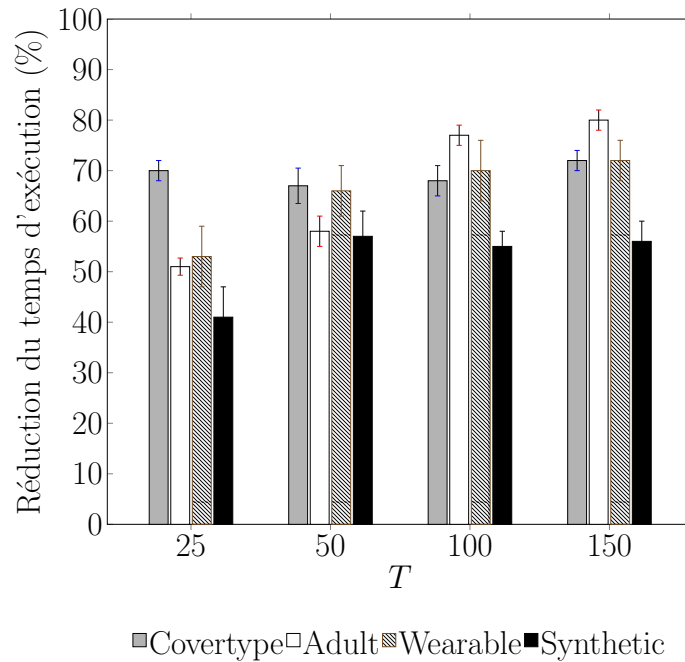 Réduction du temps d'exécution (%)
100
90
80
70
60
50
40
30
20
10
0
25 50 100 150
T
Covertype Adult Wearable Synthetic